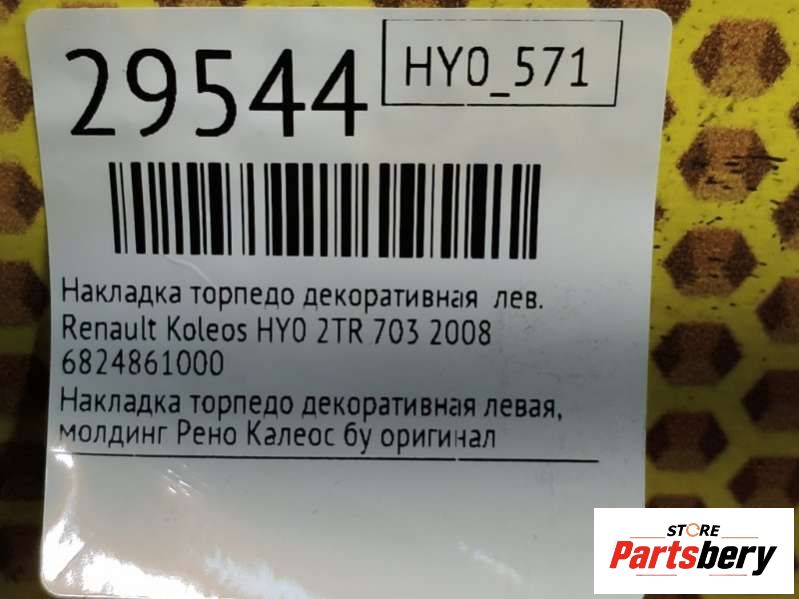 29544
HY0_571
Накладка торпедо декоративная лев.
Renault Koleos HY0 2TR 703 2008
6824861000
Накладка торпедо декоративная левая,
молдинг Рено Калеос бу оригинал
STORE
Partsbery